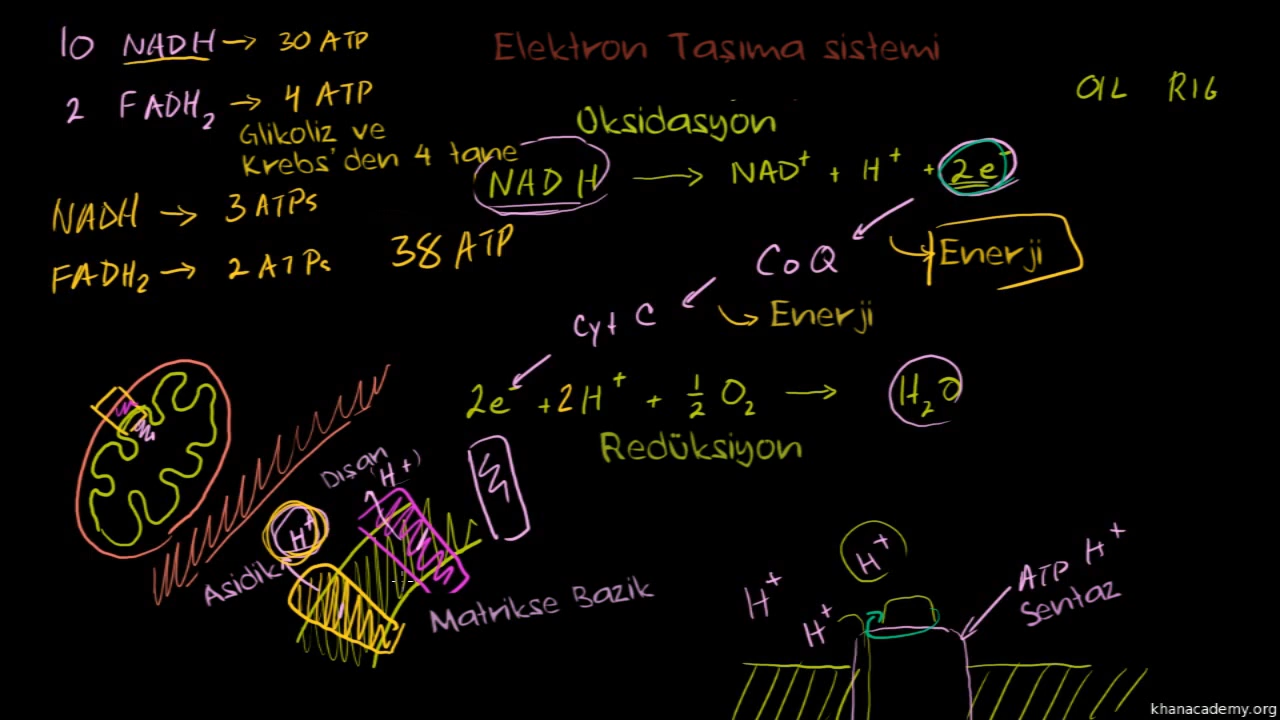 10 NADH → 30 ATP
Elektron Taşıma sistemi
OIL RIG
2 FADH₂ → 4 ATP
Glikoliz ve
Krebs'den 4 tane
Oksidasyon
NADH → NAD⁺ + H⁺ + 2e⁻
NADH → 3 ATPs
FADH₂ → 2 ATPs
38 ATP
CoQ
Enerji
Cyt C
Enerji
2e⁻ + 2H⁺ + ½ O₂ → H₂O
Redüksiyon
Dışarı
(H⁺)
H⁺
Asidik
Matrikse Bazik
H⁺
H⁺
H⁺
ATP H⁺
Sentaz
khanacademy.org